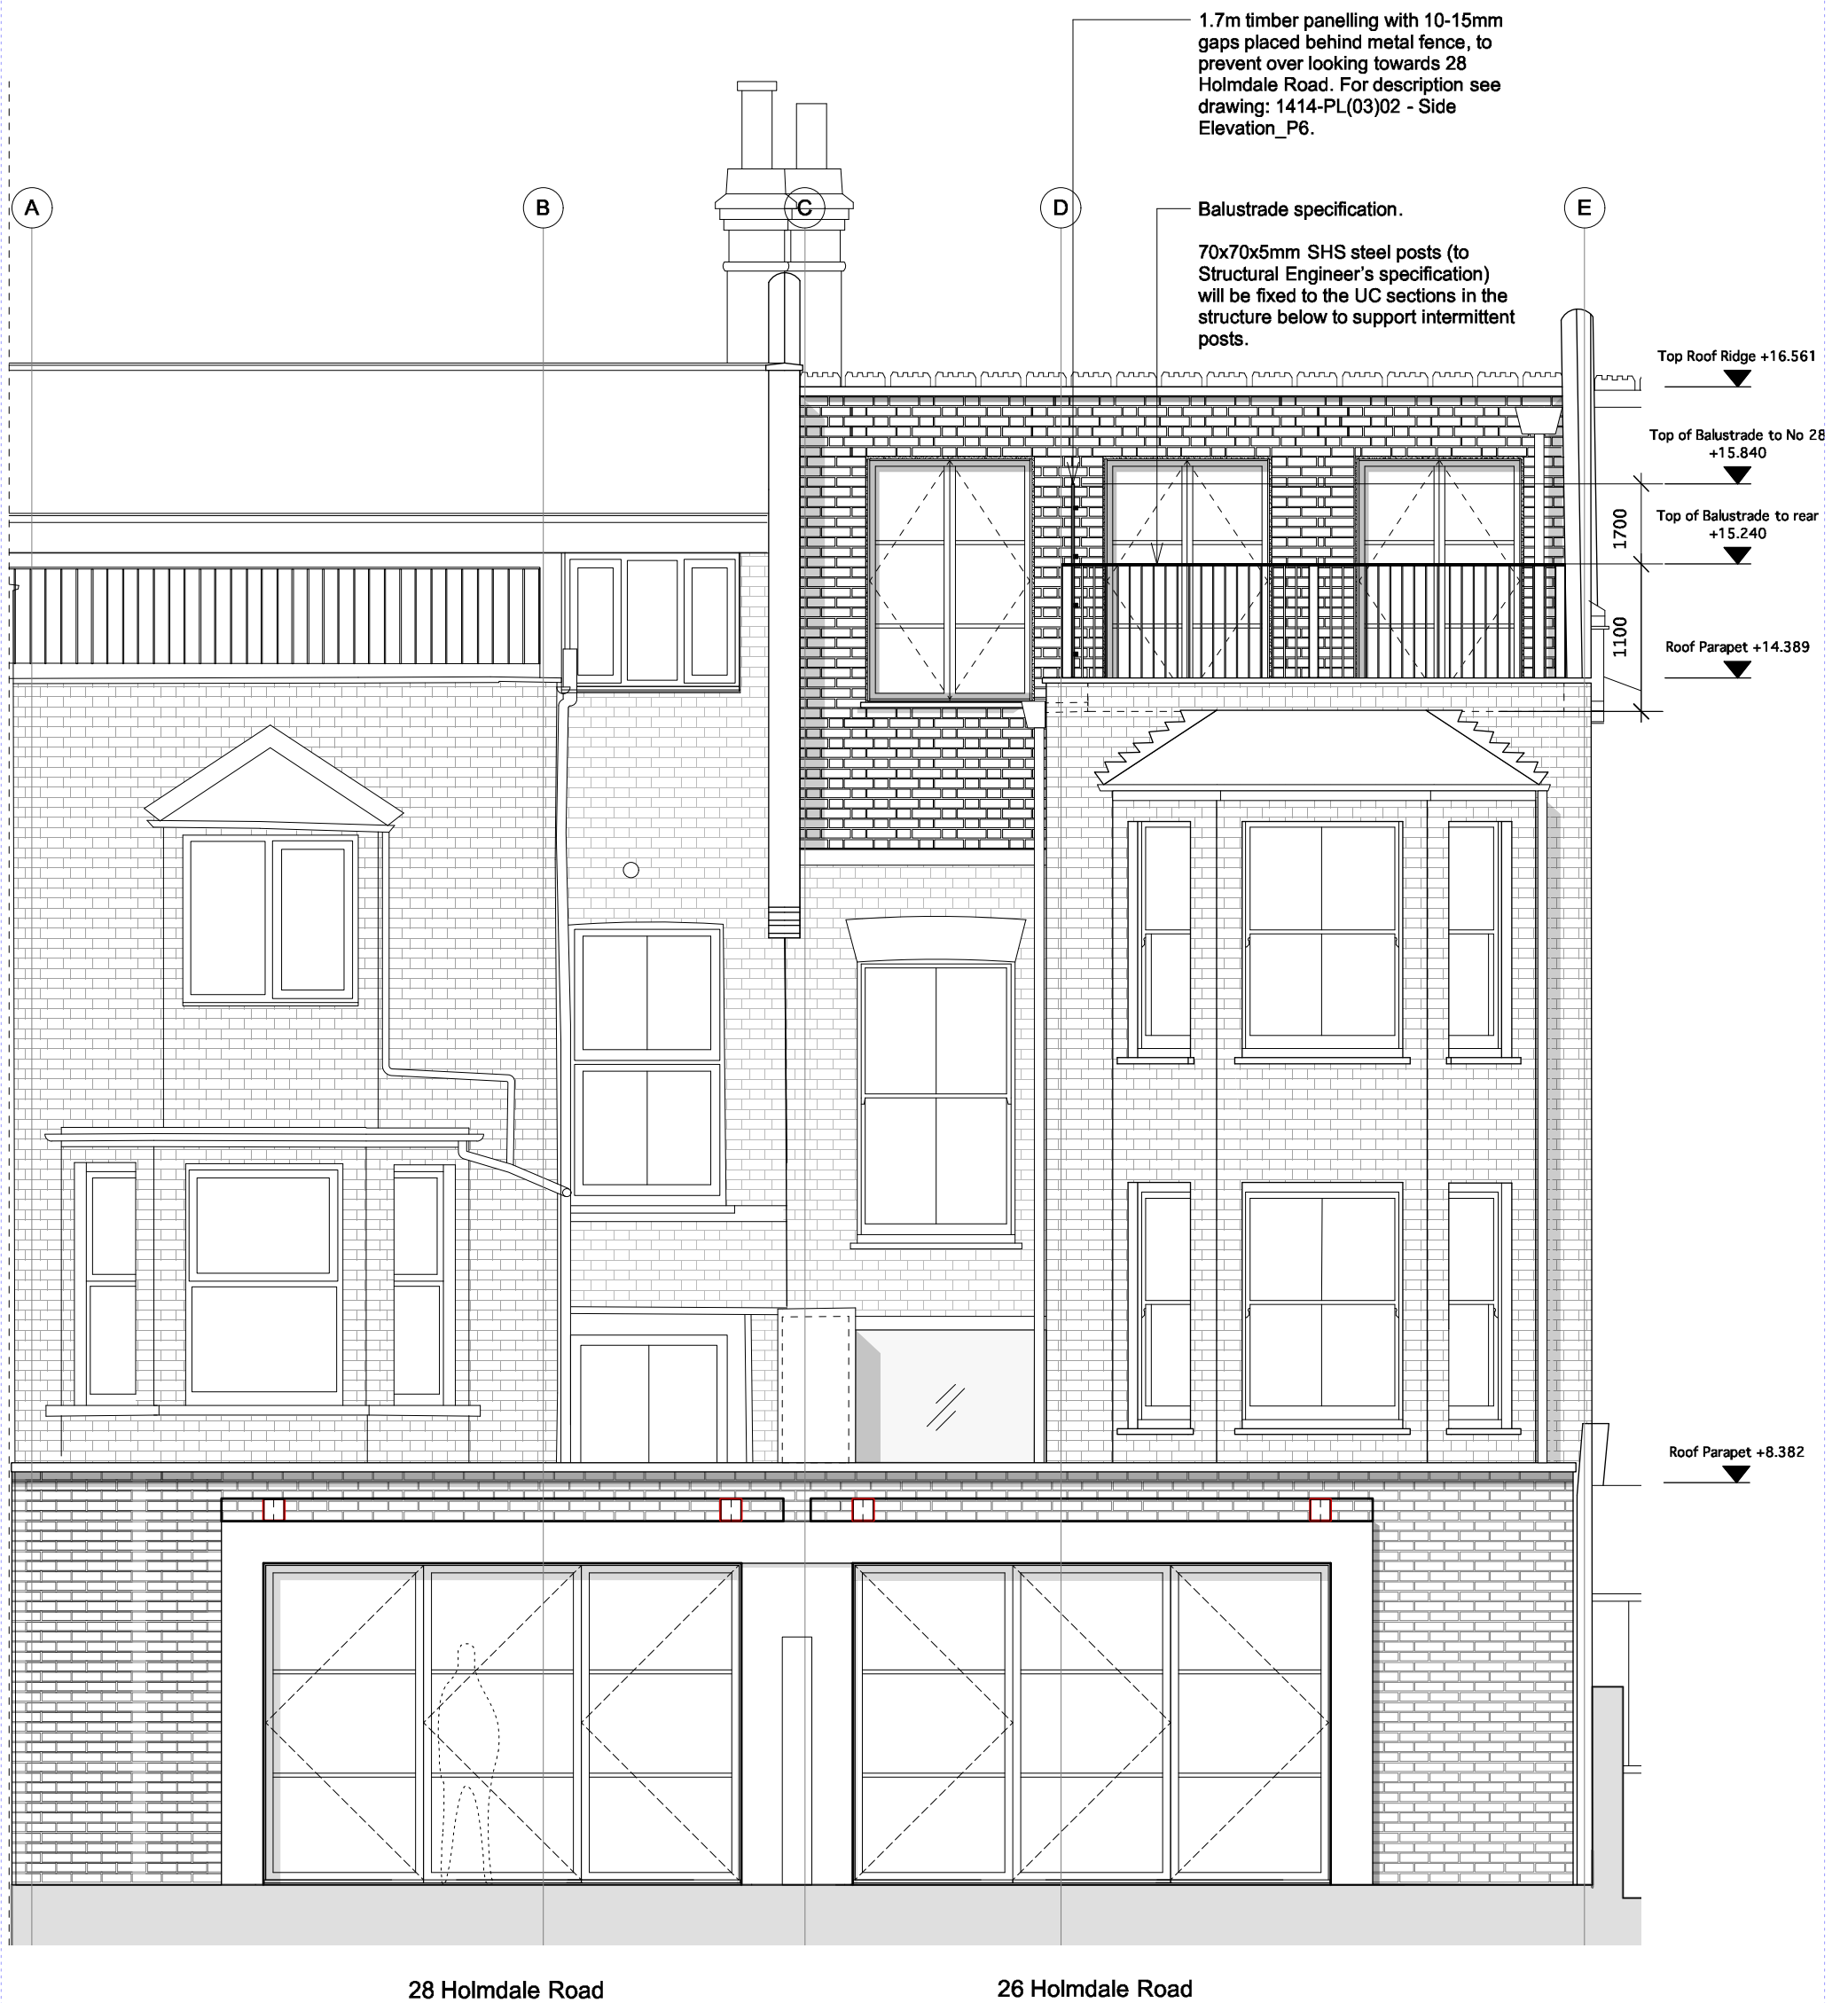 1.7m timber panelling with 10-15mm
gaps placed behind metal fence, to
prevent over looking towards 28
Holmdale Road. For description see
drawing: 1414-PL(03)02 - Side
Elevation_P6.
A
B
C
D
E
Balustrade specification.
70x70x5mm SHS steel posts (to
Structural Engineer's specification)
will be fixed to the UC sections in the
structure below to support intermittent
posts.
Top Roof Ridge +16.561
Top of Balustrade to No 28
+15.840
1700
Top of Balustrade to rear
+15.240
1100
Roof Parapet +14.389
Roof Parapet +8.382
28 Holmdale Road
26 Holmdale Road